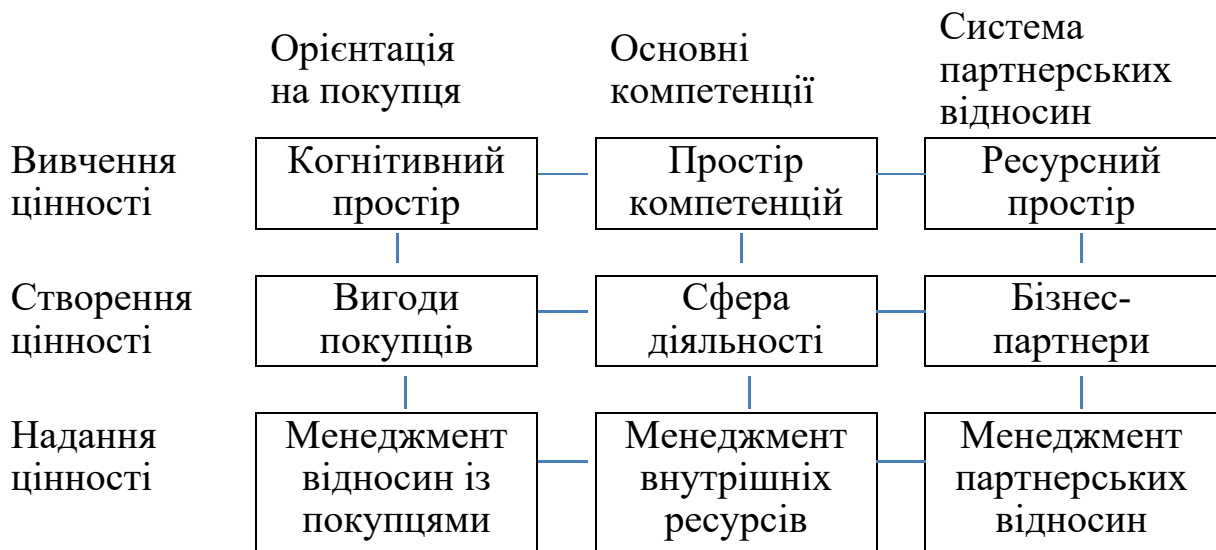 Орієнтація
на покупця
Основні
компетенції
Система
партнерських
відносин
Вивчення
цінності
Когнітивний
простір
Простір
компетенцій
Ресурсний
простір
Створення
цінності
Вигоди
покупців
Сфера
діяльності
Бізнес-
партнери
Надання
цінності
Менеджмент
відносин із
покупцями
Менеджмент
внутрішніх
ресурсів
Менеджмент
партнерських
відносин